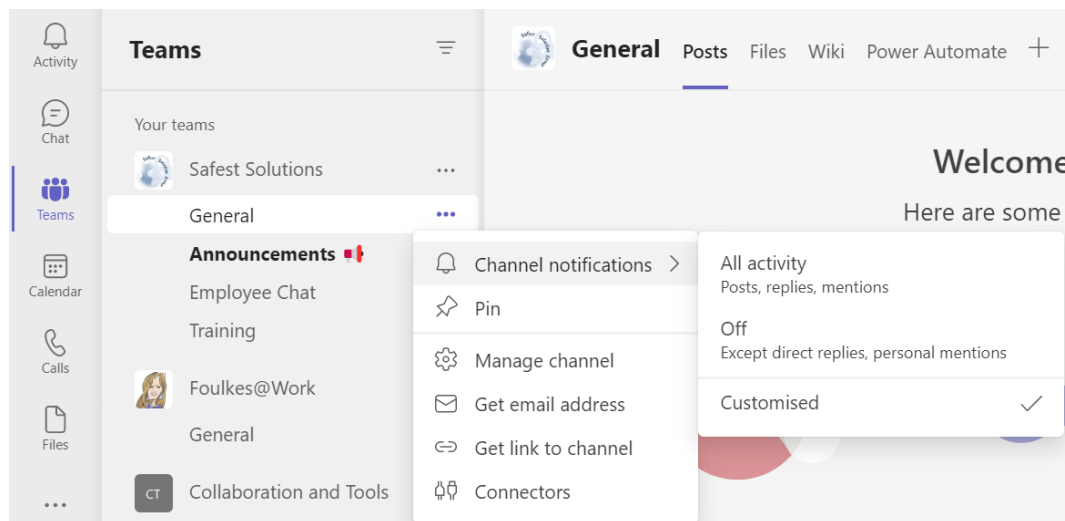 Activity
Chat
Teams
Calendar
Calls
Files
Teams
Your teams
Safest Solutions
General
Announcements
Employee Chat
Training
Foulkes@Work
General
CT Collaboration and Tools
General Posts Files Wiki Power Automate
Welcome
Here are some
Channel notifications
Pin
Manage channel
Get email address
Get link to channel
Connectors
All activity
Posts, replies, mentions
Off
Except direct replies, personal mentions
Customised